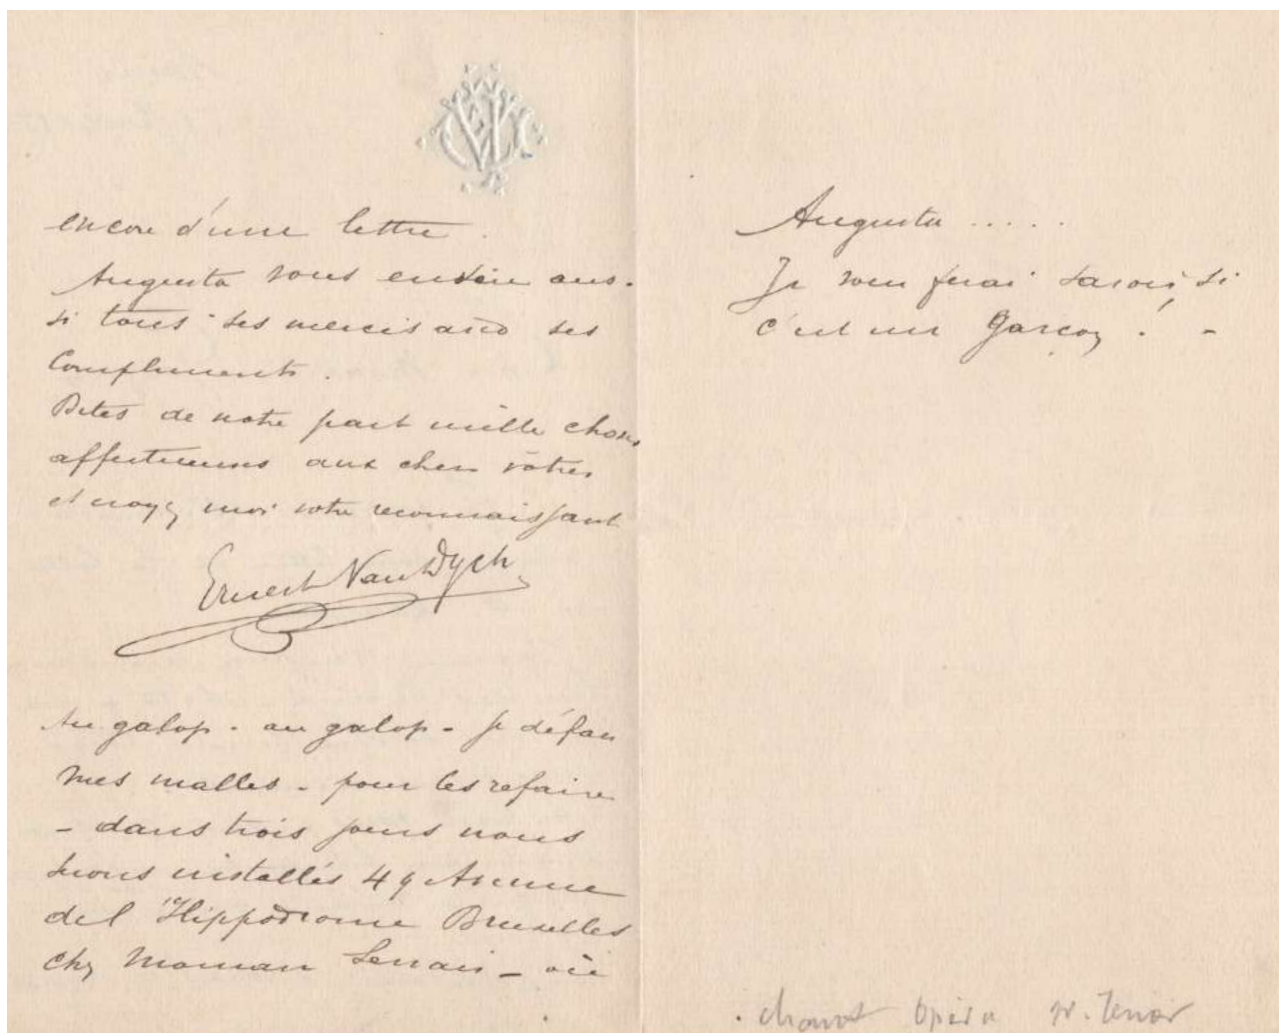 encore d'une lettre.
Augusta vous envoie aus-
si tous ses mercis avec ses
Compliments.
Dites de notre part mille choses
affectueuses aux chers vôtres
et croyez moi votre reconnaissant
Ernest Van Dyck
Au galop - au galop - Je défais
mes malles - pour les refaire
- dans trois jours nous
serons installés 49 Avenue
de l'Hippodrome Bruxelles
chez Maman Servais - où
Augusta .....
Je vous ferai savoir si
c'est un Garçon ! -
Opéra